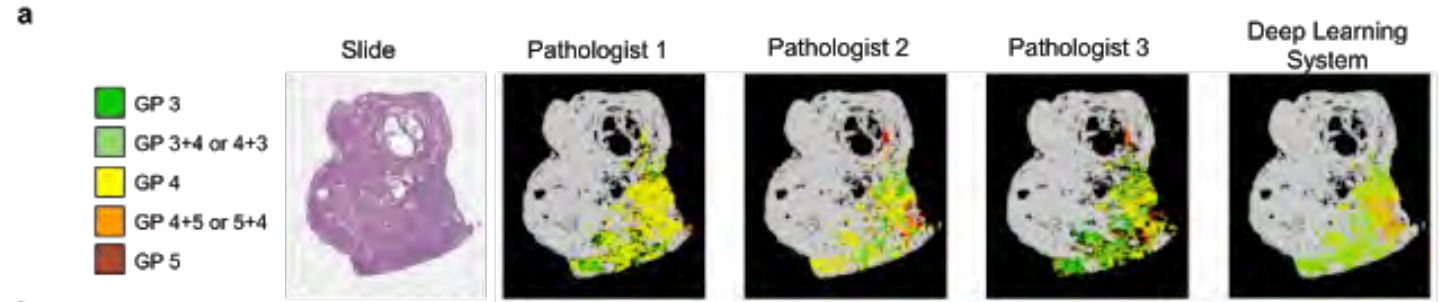 a
Slide
Pathologist 1
Pathologist 2
Pathologist 3
Deep Learning
System
GP 3
GP 3+4 or 4+3
GP 4
GP 4+5 or 5+4
GP 5